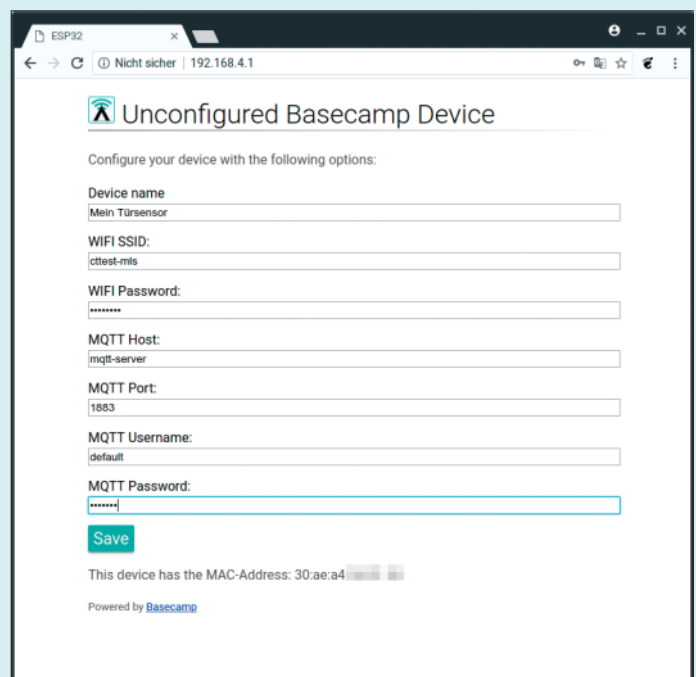 ESP32
Nicht sicher | 192.168.4.1
Unconfigured Basecamp Device
Configure your device with the following options:
Device name
Mein Türsensor
WIFI SSID:
cttest-mls
WIFI Password:
••••••••
MQTT Host:
mqtt-server
MQTT Port:
1883
MQTT Username:
default
MQTT Password:
•••••••
Save
This device has the MAC-Address: 30:ae:a4
Powered by Basecamp